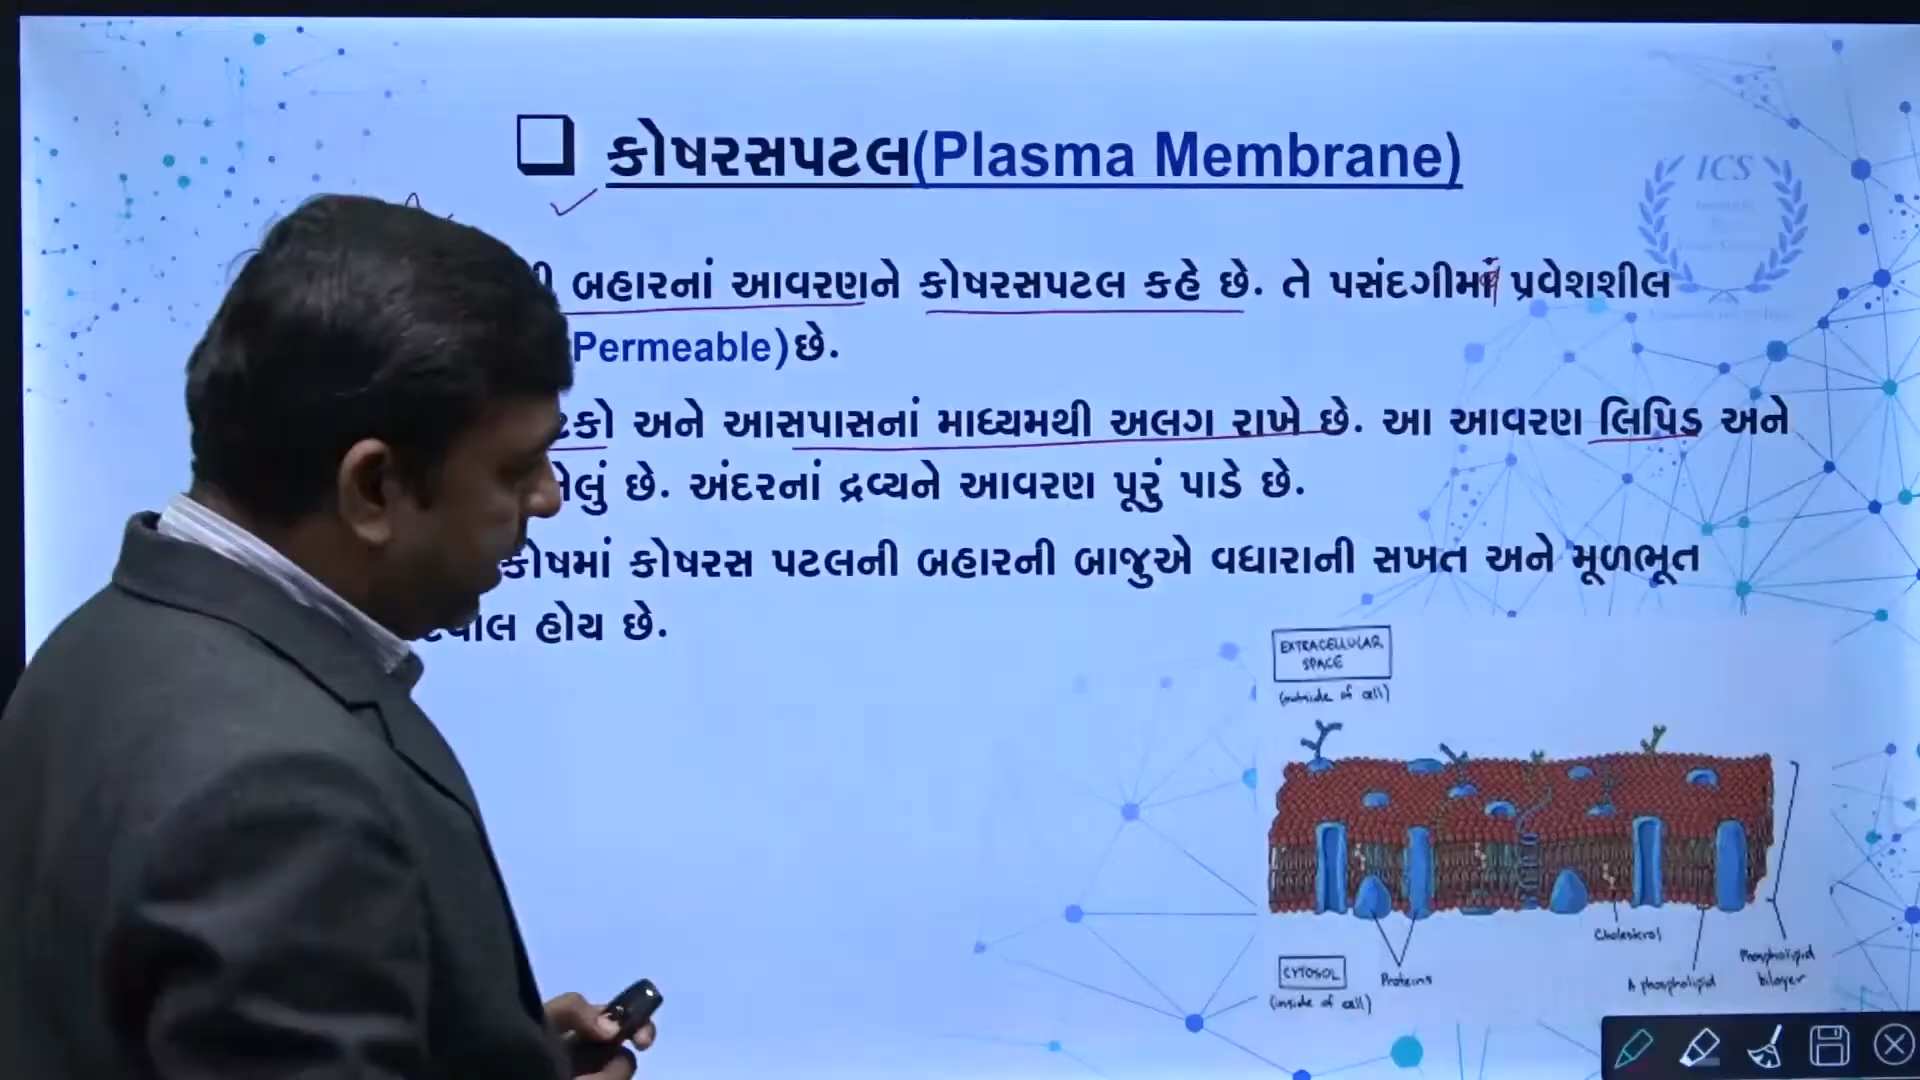 કોષરસપટલ(Plasma Membrane)
બહારનાં આવરણને કોષરસપટલ કહે છે. તે પસંદગીમાં પ્રવેશશીલ
Permeable) છે.
અને આસપાસનાં માધ્યમથી અલગ રાખે છે. આ આવરણ લિપિડ અને
છે. અંદરનાં દ્રવ્યને આવરણ પૂરું પાડે છે.
કોષમાં કોષરસ પટલની બહારની બાજુએ વધારાની સખત અને મૂળભૂત
હોય છે.
ICS
EXTRACELLULAR
SPACE
(outside of cell)
Cholesterol
Phospholipid
bilayer
CYTOSOL
Proteins
A phospholipid
(inside of cell)